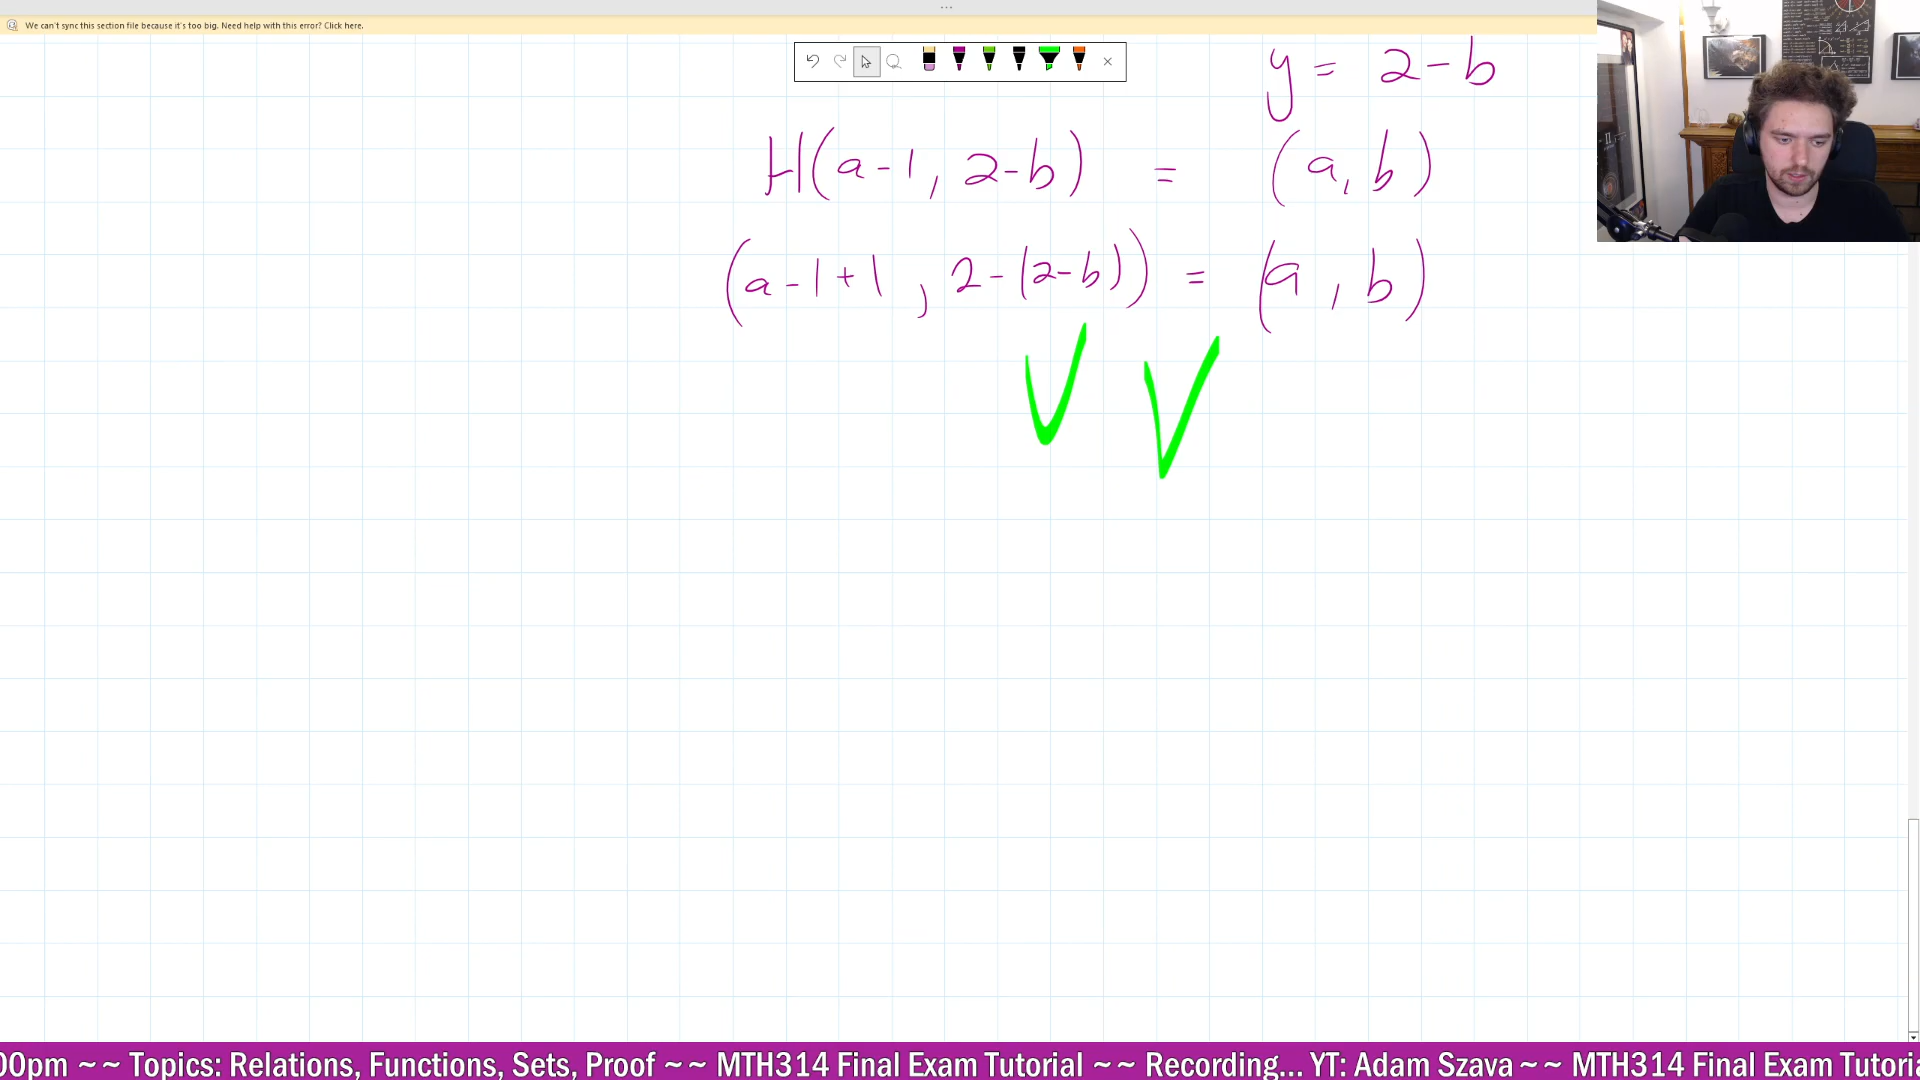 We can't sync this section file because it's too big. Need help with this error? Click here.
y = 2 - b
H(a-1, 2-b) = (a, b)
(a-1+1, 2-(2-b)) = (a, b)
00pm ~~ Topics: Relations, Functions, Sets, Proof ~~ MTH314 Final Exam Tutorial ~~ Recording... YT: Adam Szava ~~ MTH314 Final Exam Tutoria